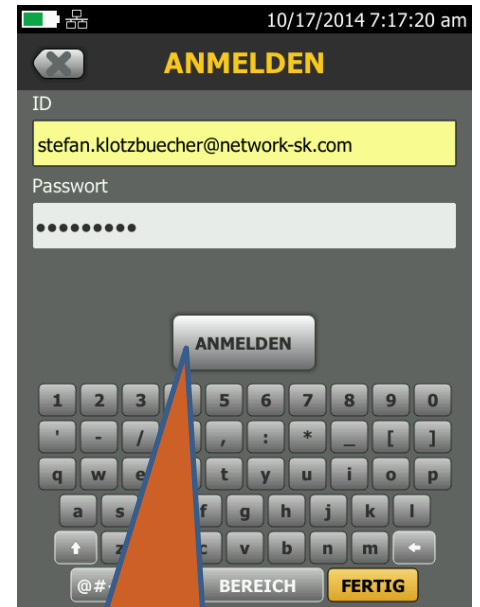 10/17/2014 7:17:20 am
ANMELDEN
ID
stefan.klotzbuecher@network-sk.com
Passwort
•••••••••
ANMELDEN
1 2 3 5 6 7 8 9 0
' - / , : * _ [ ]
q w e t y u i o p
a s f g h j k l
z c v b n m
@# BEREICH FERTIG